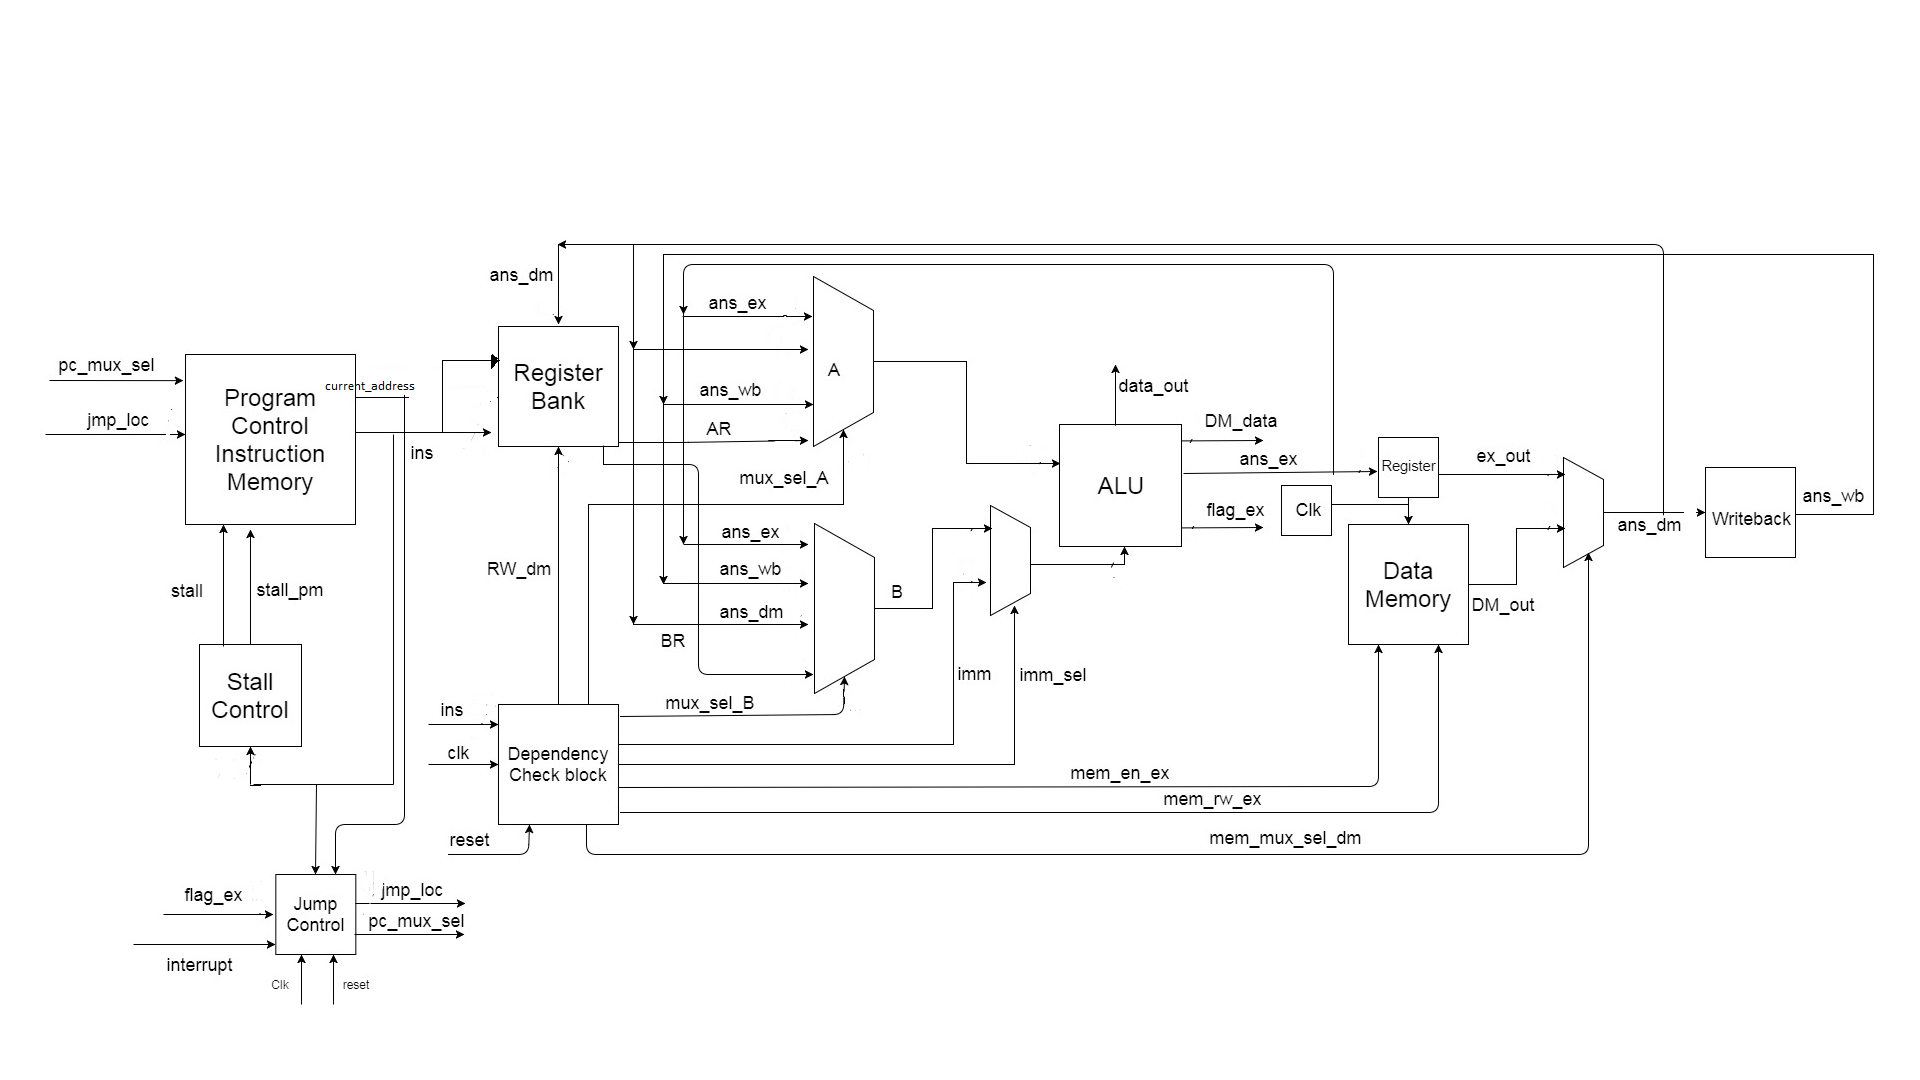 ans_dm
ans_ex
pc_mux_sel
current_address
Register
Bank
A
Program
Control
Instruction
Memory
ans_wb
data_out
jmp_loc
AR
DM_data
ins
ans_ex
Register
ex_out
mux_sel_A
ALU
ans_wb
flag_ex
Clk
ans_dm
Writeback
ans_ex
RW_dm
ans_wb
Data
Memory
stall
stall_pm
B
ans_dm
DM_out
BR
Stall
Control
imm
imm_sel
ins
mux_sel_B
clk
Dependency
Check block
mem_en_ex
mem_rw_ex
reset
mem_mux_sel_dm
flag_ex
Jump
Control
jmp_loc
pc_mux_sel
interrupt
Clk
reset